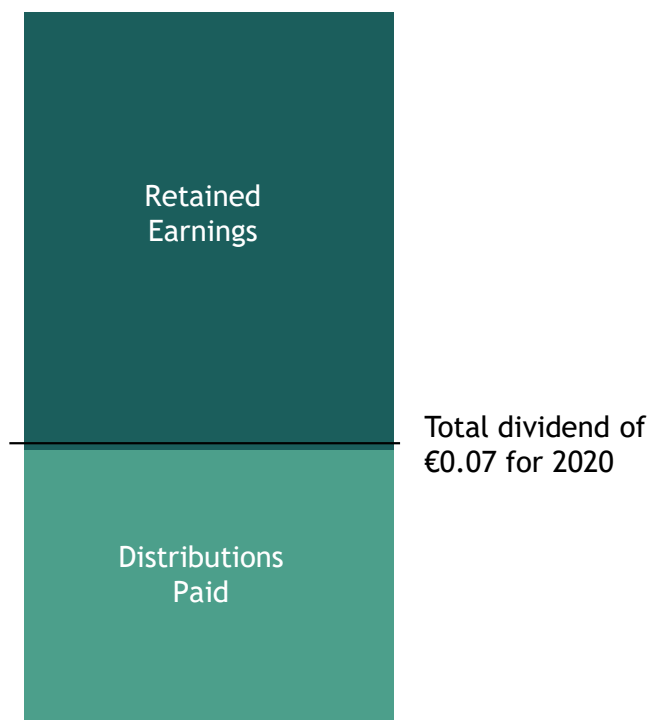 Retained
Earnings
Total dividend of
€0.07 for 2020
Distributions
Paid